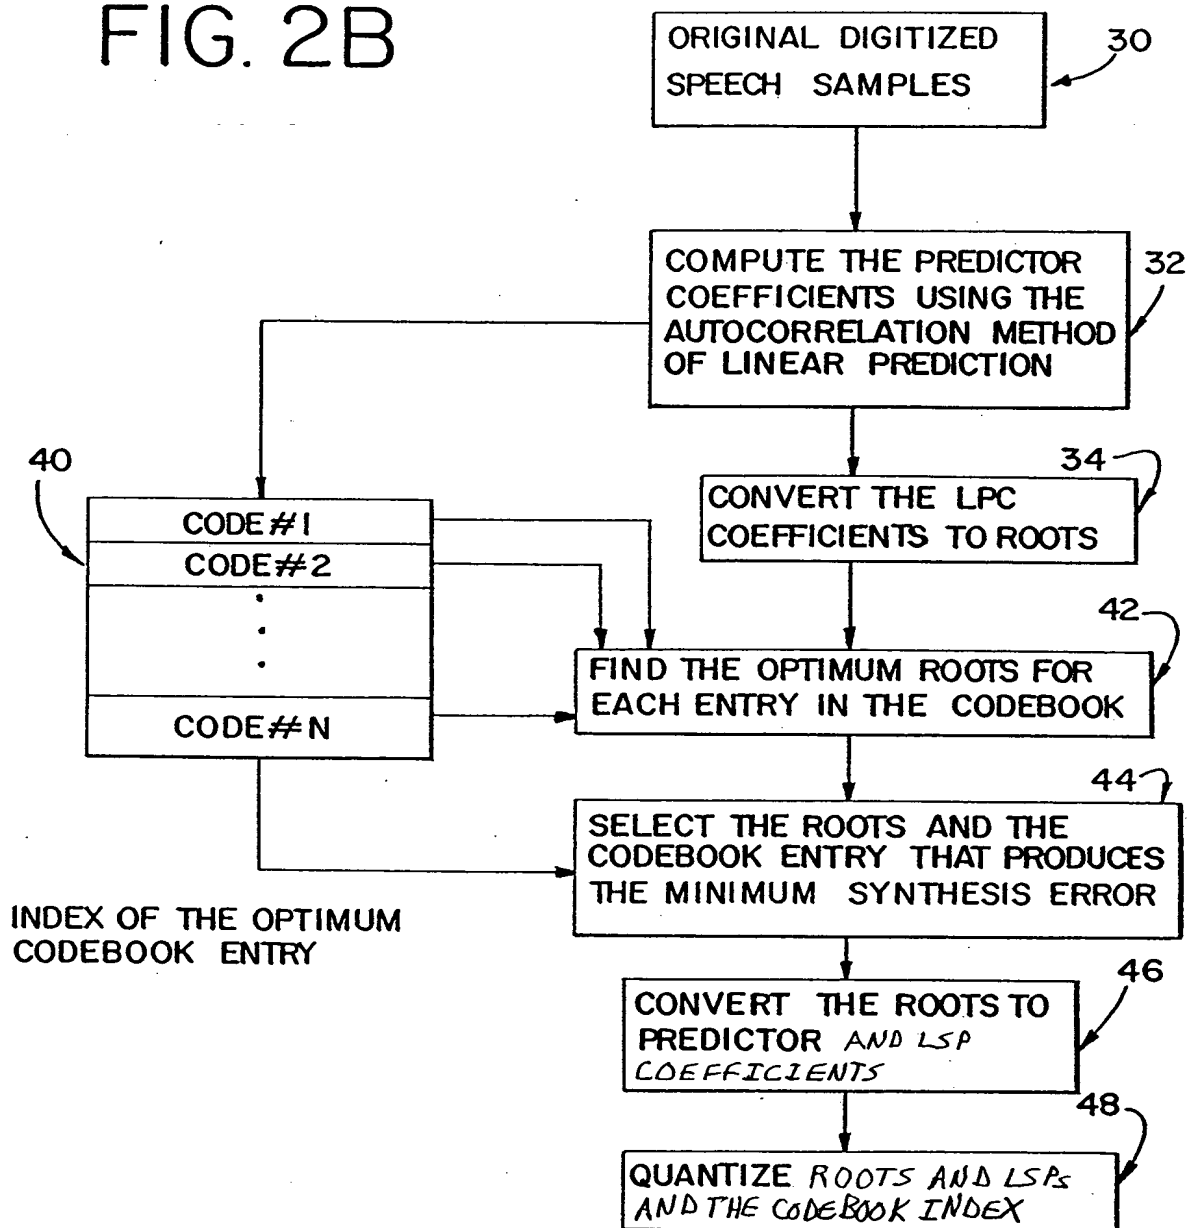 FIG. 2B
ORIGINAL DIGITIZED
SPEECH SAMPLES
30
COMPUTE THE PREDICTOR
COEFFICIENTS USING THE
AUTOCORRELATION METHOD
OF LINEAR PREDICTION
32
34
CONVERT THE LPC
COEFFICIENTS TO ROOTS
40
CODE#1
CODE#2
CODE#N
42
FIND THE OPTIMUM ROOTS FOR
EACH ENTRY IN THE CODEBOOK
44
SELECT THE ROOTS AND THE
CODEBOOK ENTRY THAT PRODUCES
THE MINIMUM SYNTHESIS ERROR
INDEX OF THE OPTIMUM
CODEBOOK ENTRY
46
CONVERT THE ROOTS TO
PREDICTOR AND LSP
COEFFICIENTS
48
QUANTIZE ROOTS AND LSPs
AND THE CODEBOOK INDEX